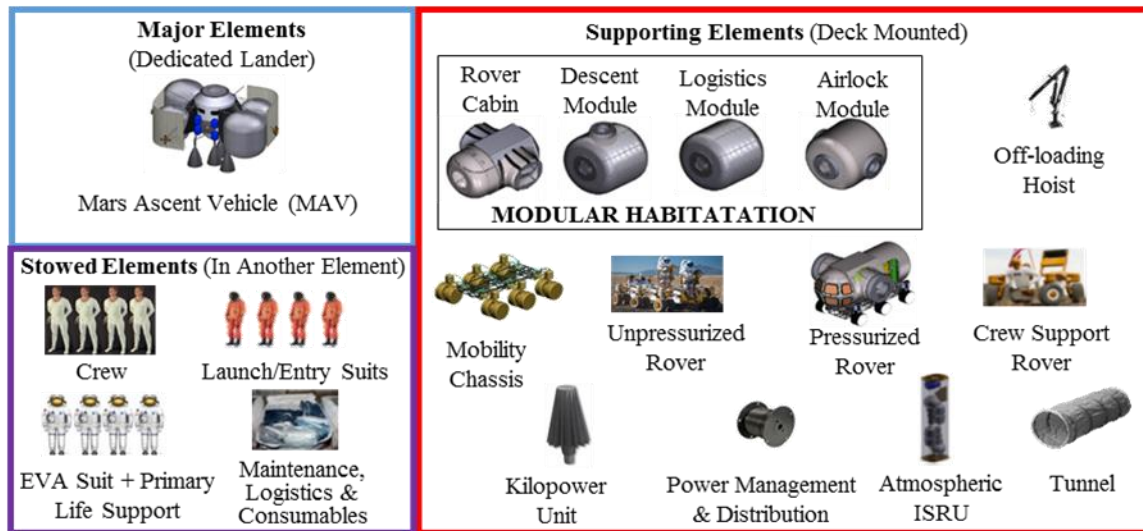 Major Elements
(Dedicated Lander)
Mars Ascent Vehicle (MAV)
Stowed Elements (In Another Element)
Crew
Launch/Entry Suits
EVA Suit + Primary
Life Support
Maintenance,
Logistics &
Consumables
Supporting Elements (Deck Mounted)
Rover
Cabin
Descent
Module
Logistics
Module
Airlock
Module
MODULAR HABITATATION
Off-loading
Hoist
Mobility
Chassis
Unpressurized
Rover
Pressurized
Rover
Crew Support
Rover
Kilopower
Unit
Power Management
& Distribution
Atmospheric
ISRU
Tunnel